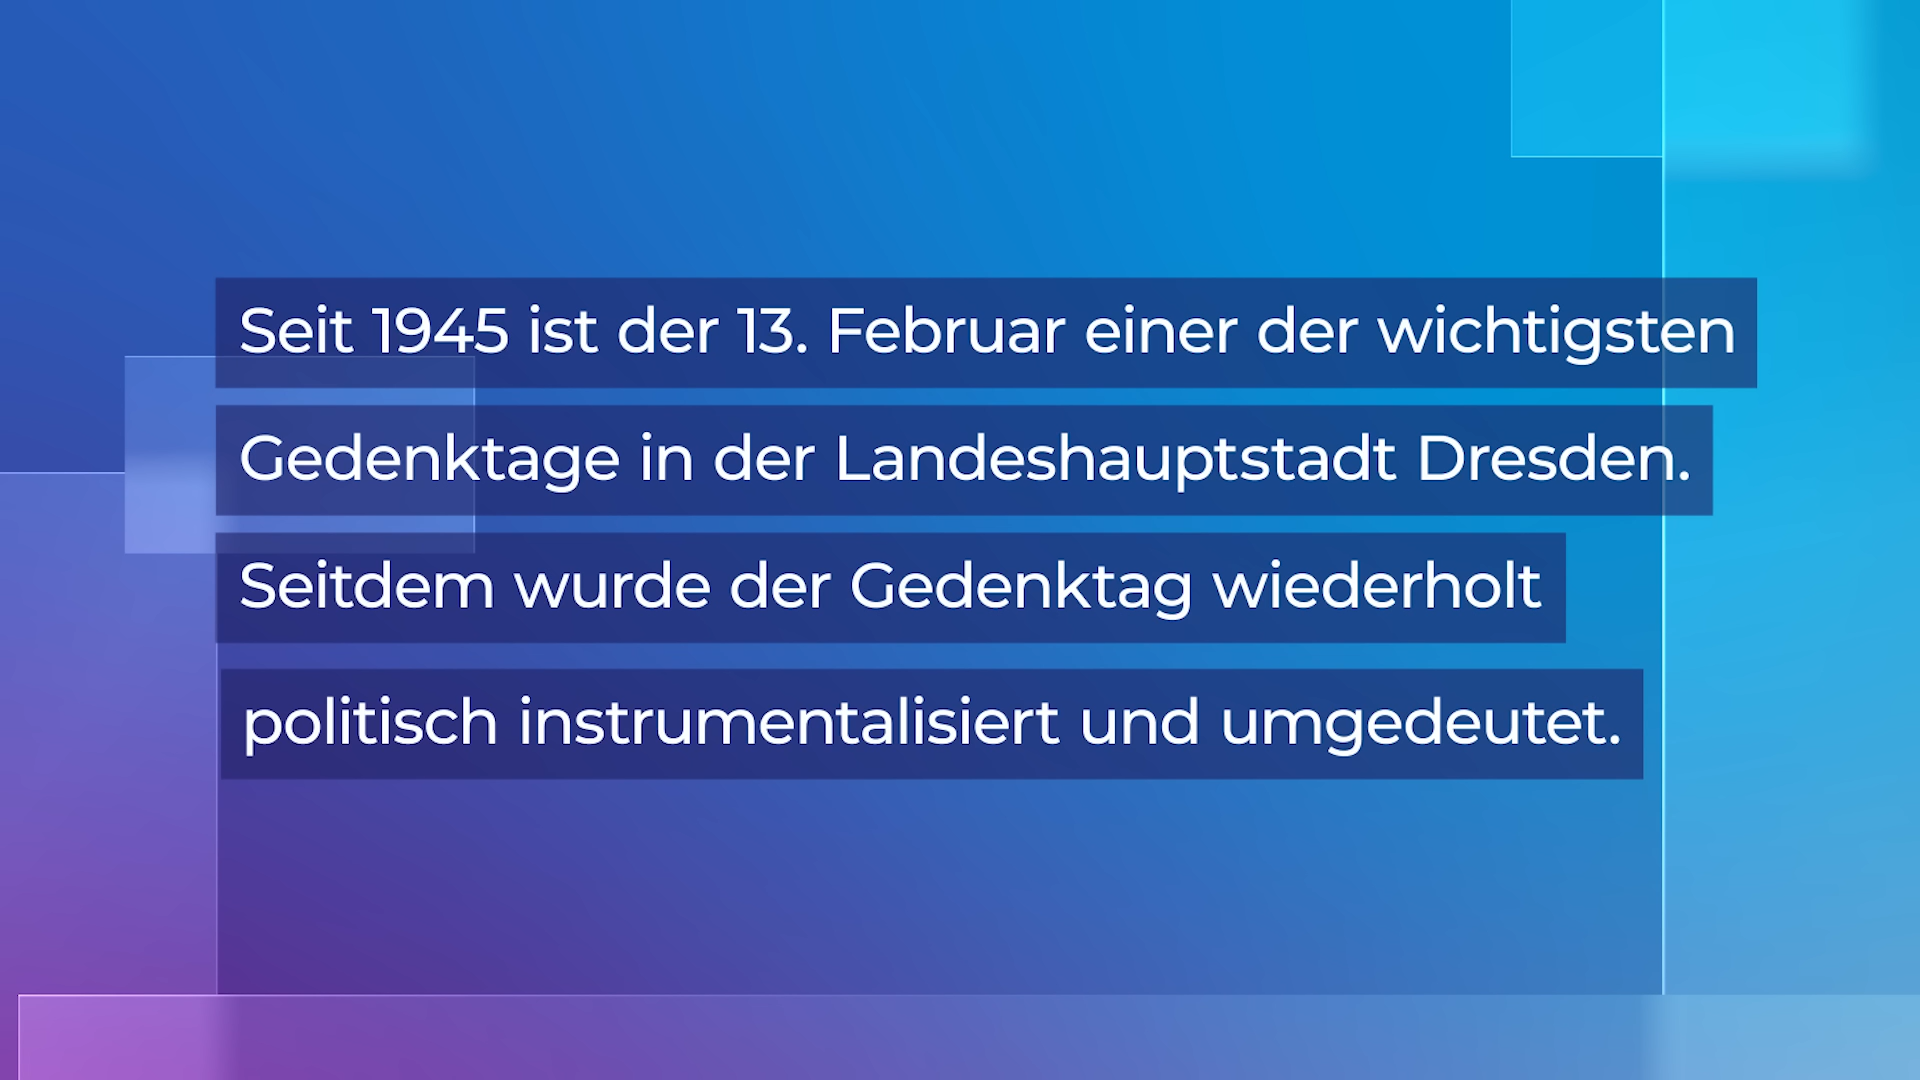 Seit 1945 ist der 13. Februar einer der wichtigsten
Gedenktage in der Landeshauptstadt Dresden.
Seitdem wurde der Gedenktag wiederholt
politisch instrumentalisiert und umgedeutet.